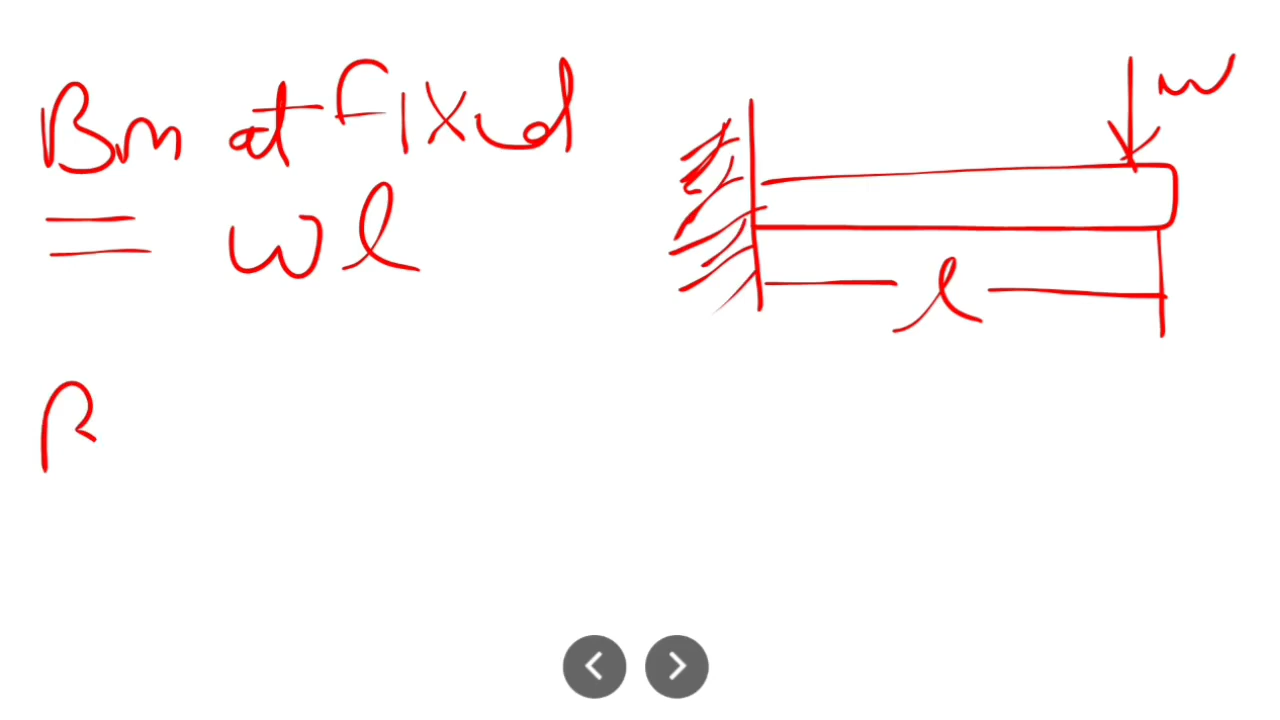 Bm at Fixed
= wl
w
l
B